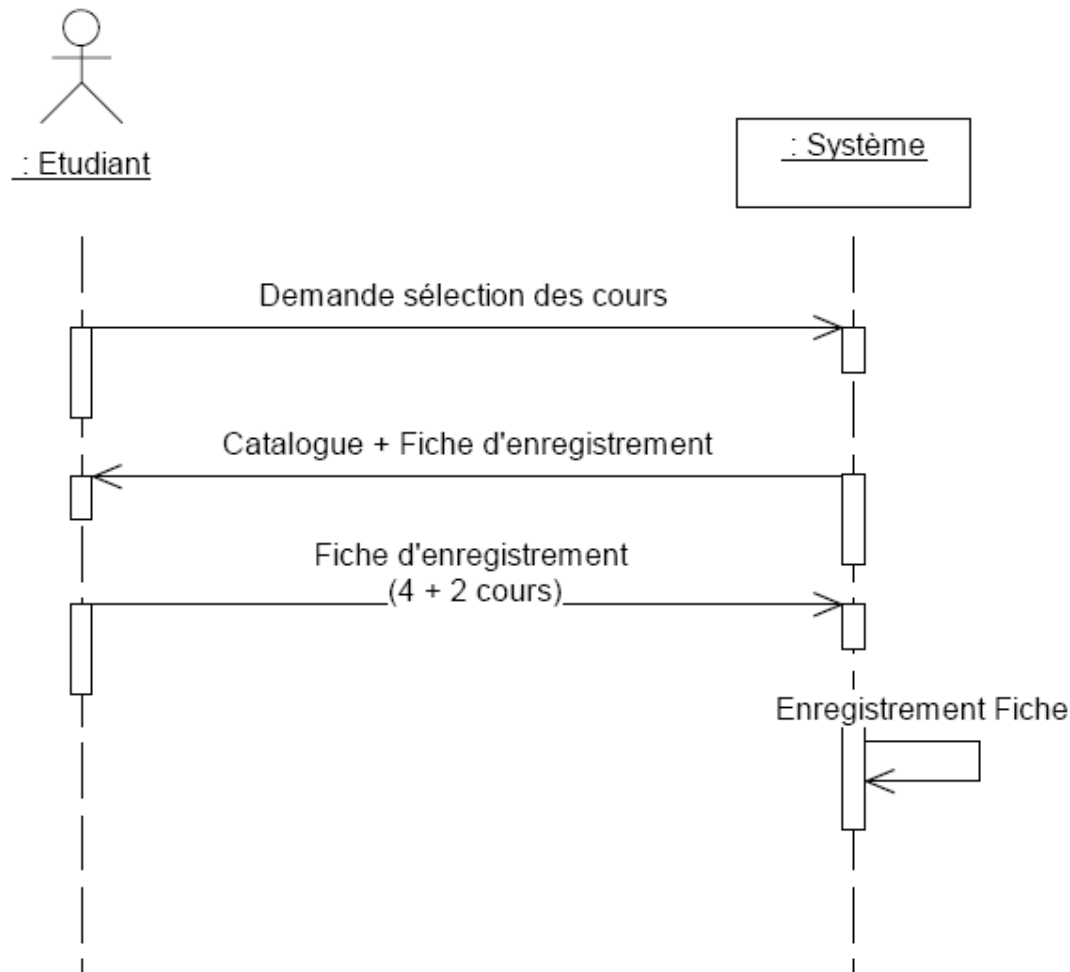 : Etudiant
: Système
Demande sélection des cours
Catalogue + Fiche d'enregistrement
Fiche d'enregistrement
(4 + 2 cours)
Enregistrement Fiche